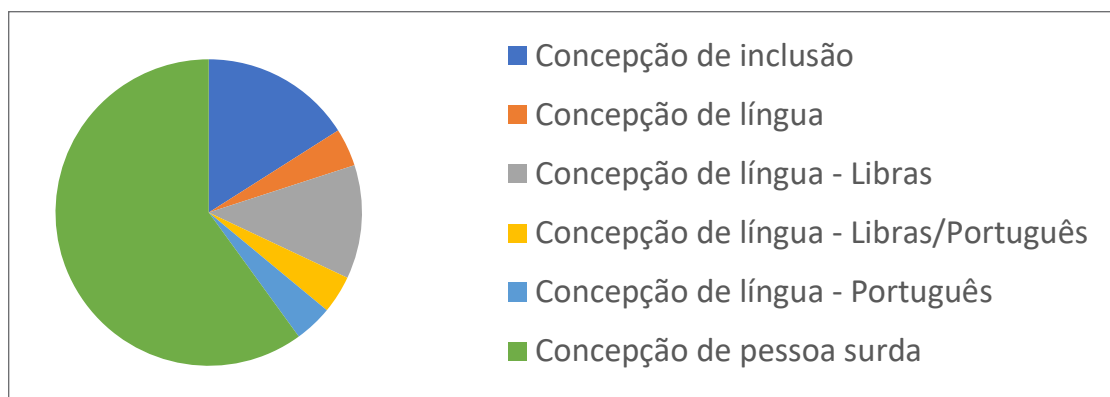 Concepção de inclusão
Concepção de língua
Concepção de língua - Libras
Concepção de língua - Libras/Português
Concepção de língua - Português
Concepção de pessoa surda